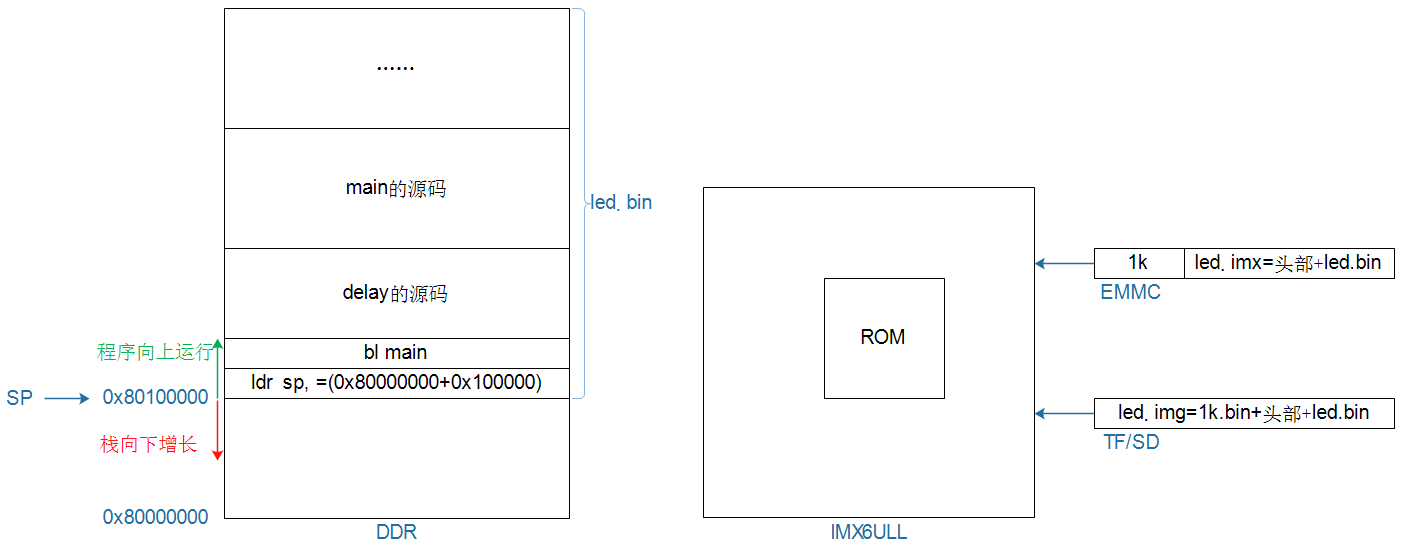 ......
main的源码
led. bin
delay的源码
程序向上运行
bl main
ldr sp, =(0x80000000+0x100000)
SP
0x80100000
栈向下增长
0x80000000
DDR
ROM
IMX6ULL
1k
led. imx=头部+led.bin
EMMC
led. img=1k.bin+头部+led.bin
TF/SD